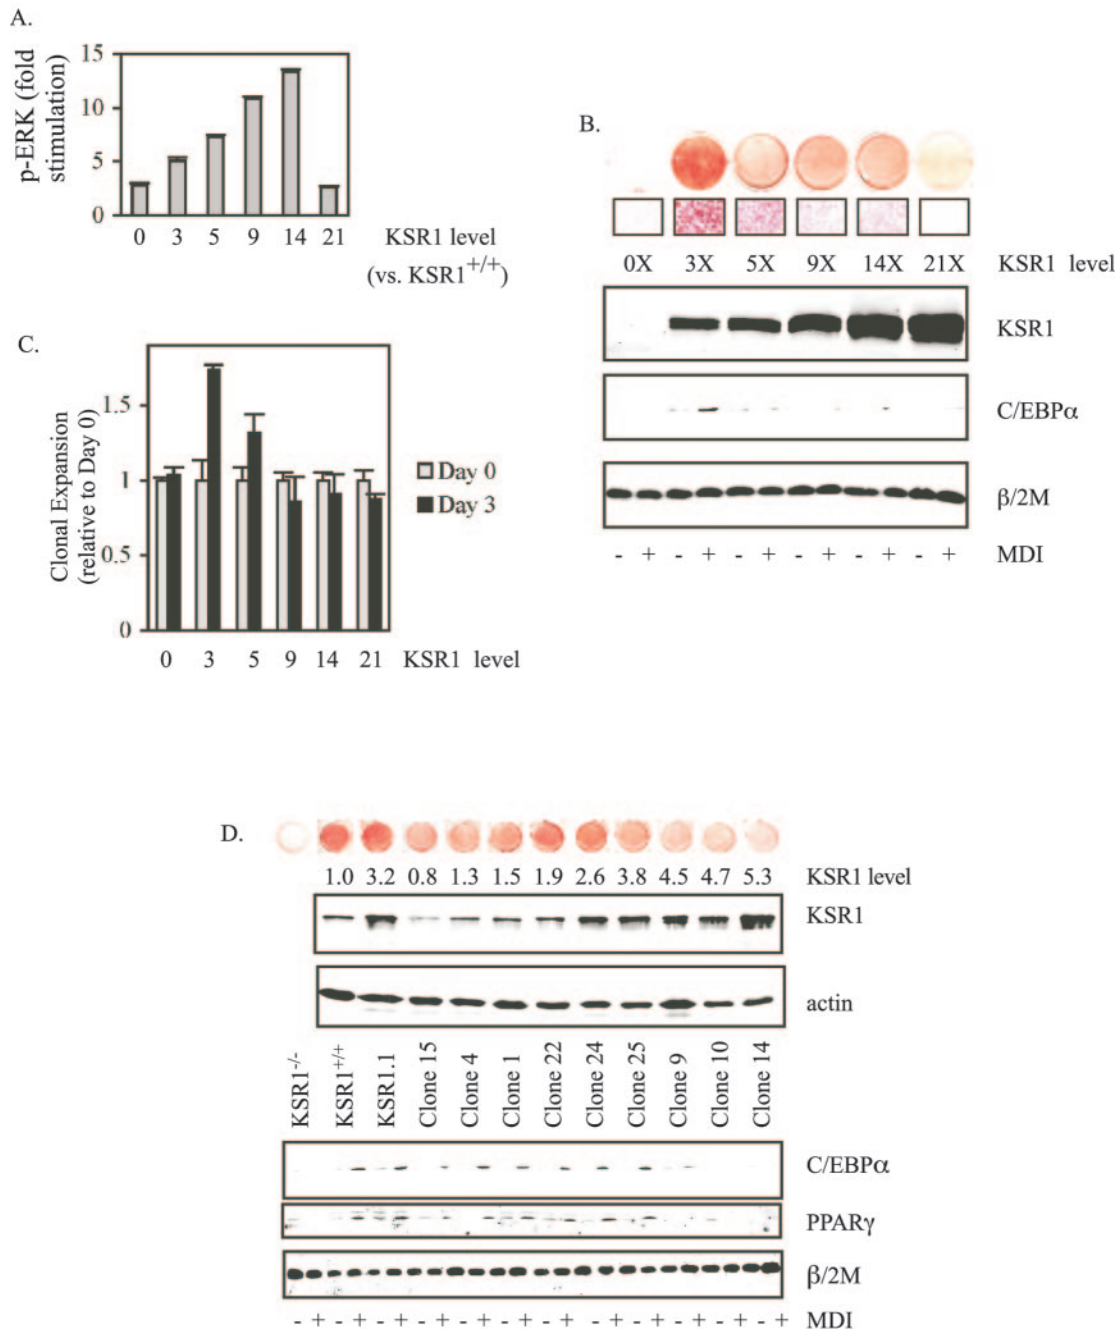 A.
p-ERK (fold
stimulation)
15
10
5
0
0 3 5 9 14 21 KSR1 level
(vs. KSR1+/+)
B.
0X 3X 5X 9X 14X 21X KSR1 level
KSR1
C/EBPα
β/2M
- + - + - + - + - + - + MDI
C.
Clonal Expansion
(relative to Day 0)
1.5
1
0.5
0
Day 0
Day 3
0 3 5 9 14 21 KSR1 level
D.
1.0 3.2 0.8 1.3 1.5 1.9 2.6 3.8 4.5 4.7 5.3 KSR1 level
KSR1
actin
KSR1-/-
KSR1+/+
KSR1.1
Clone 15
Clone 4
Clone 1
Clone 22
Clone 24
Clone 25
Clone 9
Clone 10
Clone 14
C/EBPα
PPARγ
β/2M
- + - + - + - + - + - + - + - + - + - + - + - + MDI